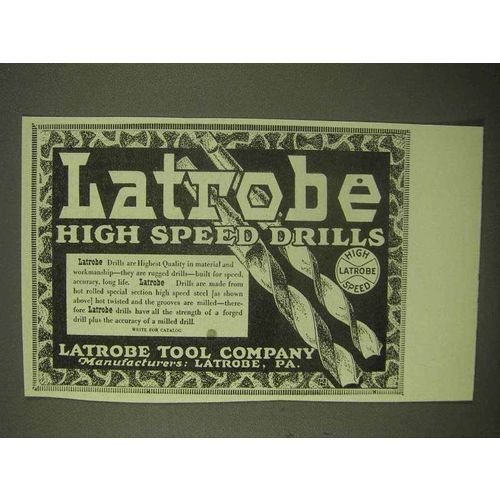 Latrobe
HIGH SPEED DRILLS
Latrobe Drills are Highest Quality in material and
workmanship—they are rugged drills—built for speed,
accuracy, long life. Latrobe Drills are made from
hot rolled special section high speed steel [as shown
above] hot twisted and the grooves are milled—there-
fore Latrobe drills have all the strength of a forged
drill plus the accuracy of a milled drill.
WRITE FOR CATALOG
HIGH
LATROBE
SPEED
LATROBE TOOL COMPANY
Manufacturers: LATROBE, PA.